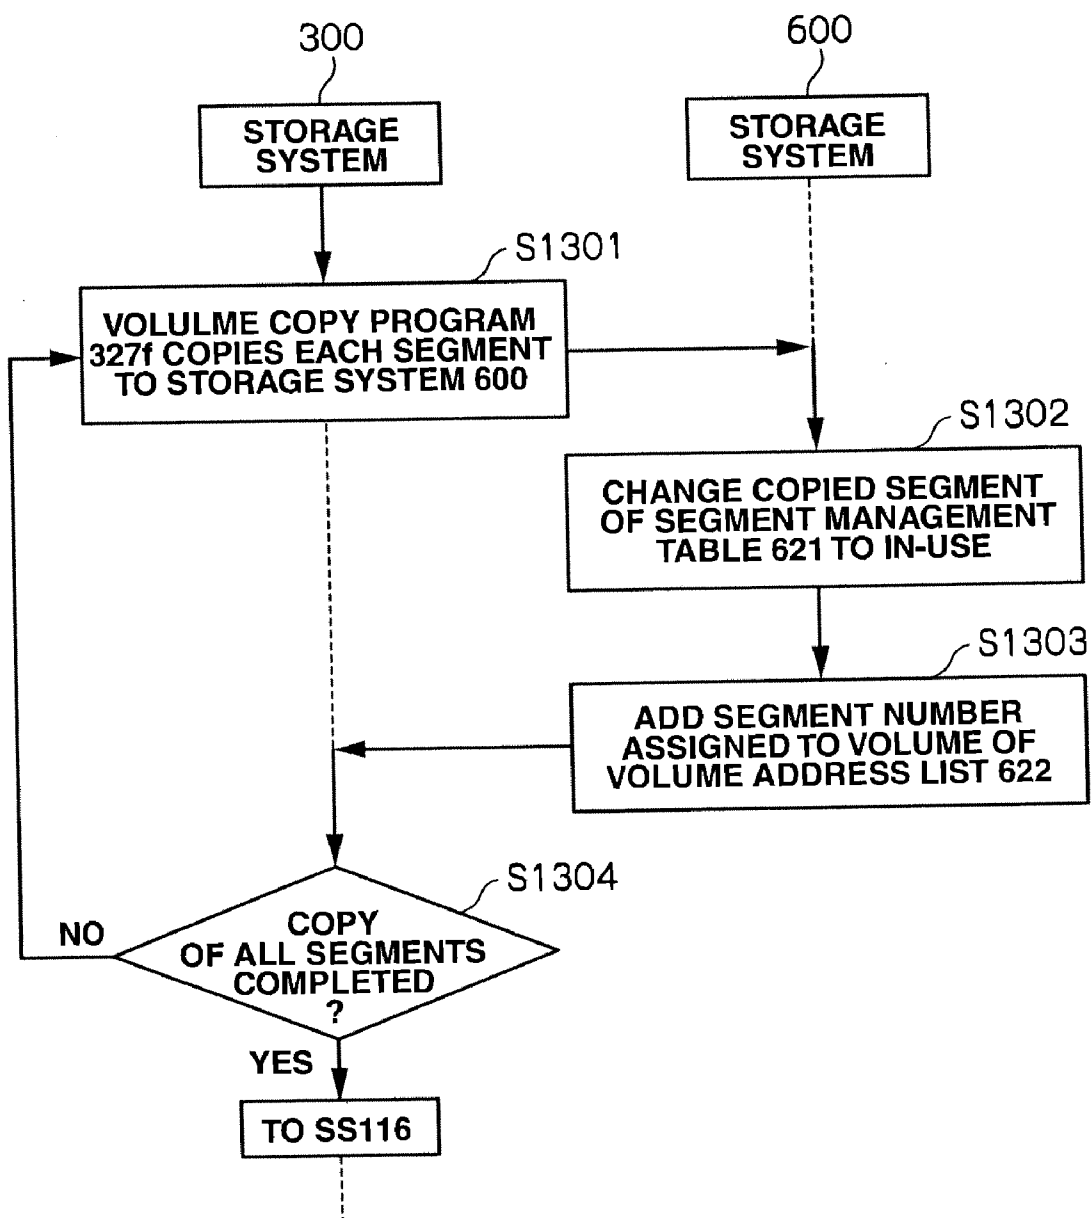 300
600
STORAGE
SYSTEM
STORAGE
SYSTEM
S1301
VOLULME COPY PROGRAM
327f COPIES EACH SEGMENT
TO STORAGE SYSTEM 600
S1302
CHANGE COPIED SEGMENT
OF SEGMENT MANAGEMENT
TABLE 621 TO IN-USE
S1303
ADD SEGMENT NUMBER
ASSIGNED TO VOLUME OF
VOLUME ADDRESS LIST 622
S1304
COPY
OF ALL SEGMENTS
COMPLETED
?
NO
YES
TO SS116